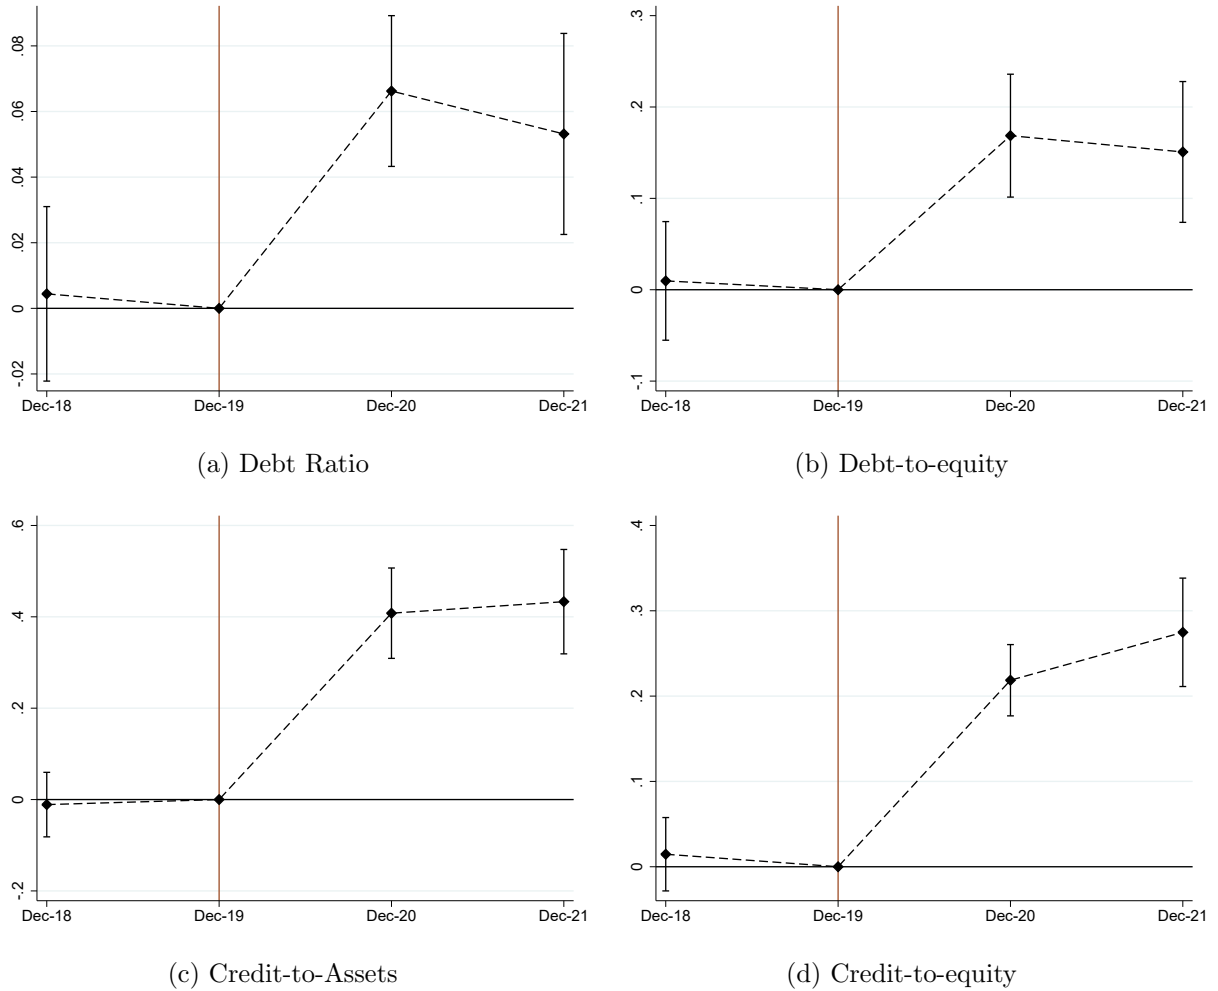 .08
.06
.04
.02
0
-.02
Dec-18 Dec-19 Dec-20 Dec-21
(a) Debt Ratio
.3
.2
.1
0
-.1
Dec-18 Dec-19 Dec-20 Dec-21
(b) Debt-to-equity
.6
.4
.2
0
-.2
Dec-18 Dec-19 Dec-20 Dec-21
(c) Credit-to-Assets
.4
.3
.2
.1
0
Dec-18 Dec-19 Dec-20 Dec-21
(d) Credit-to-equity